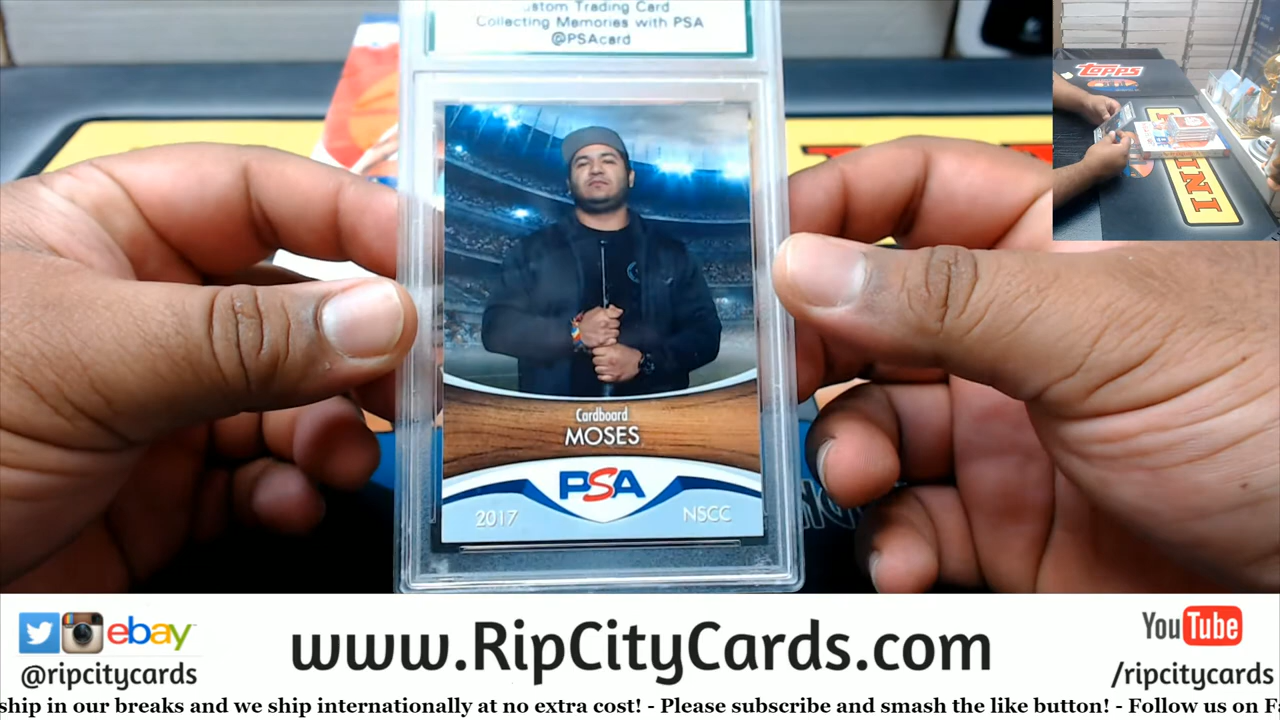 Trading Card
Collecting Memories with PSA
@PSAcard
TOPPS
Cardboard
MOSES
PSA
2017 NSCC
ebay
@ripcitycards
www.RipCityCards.com
YouTube
/ripcitycards
ship in our breaks and we ship internationally at no extra cost! - Please subscribe and smash the like button! - Follow us on